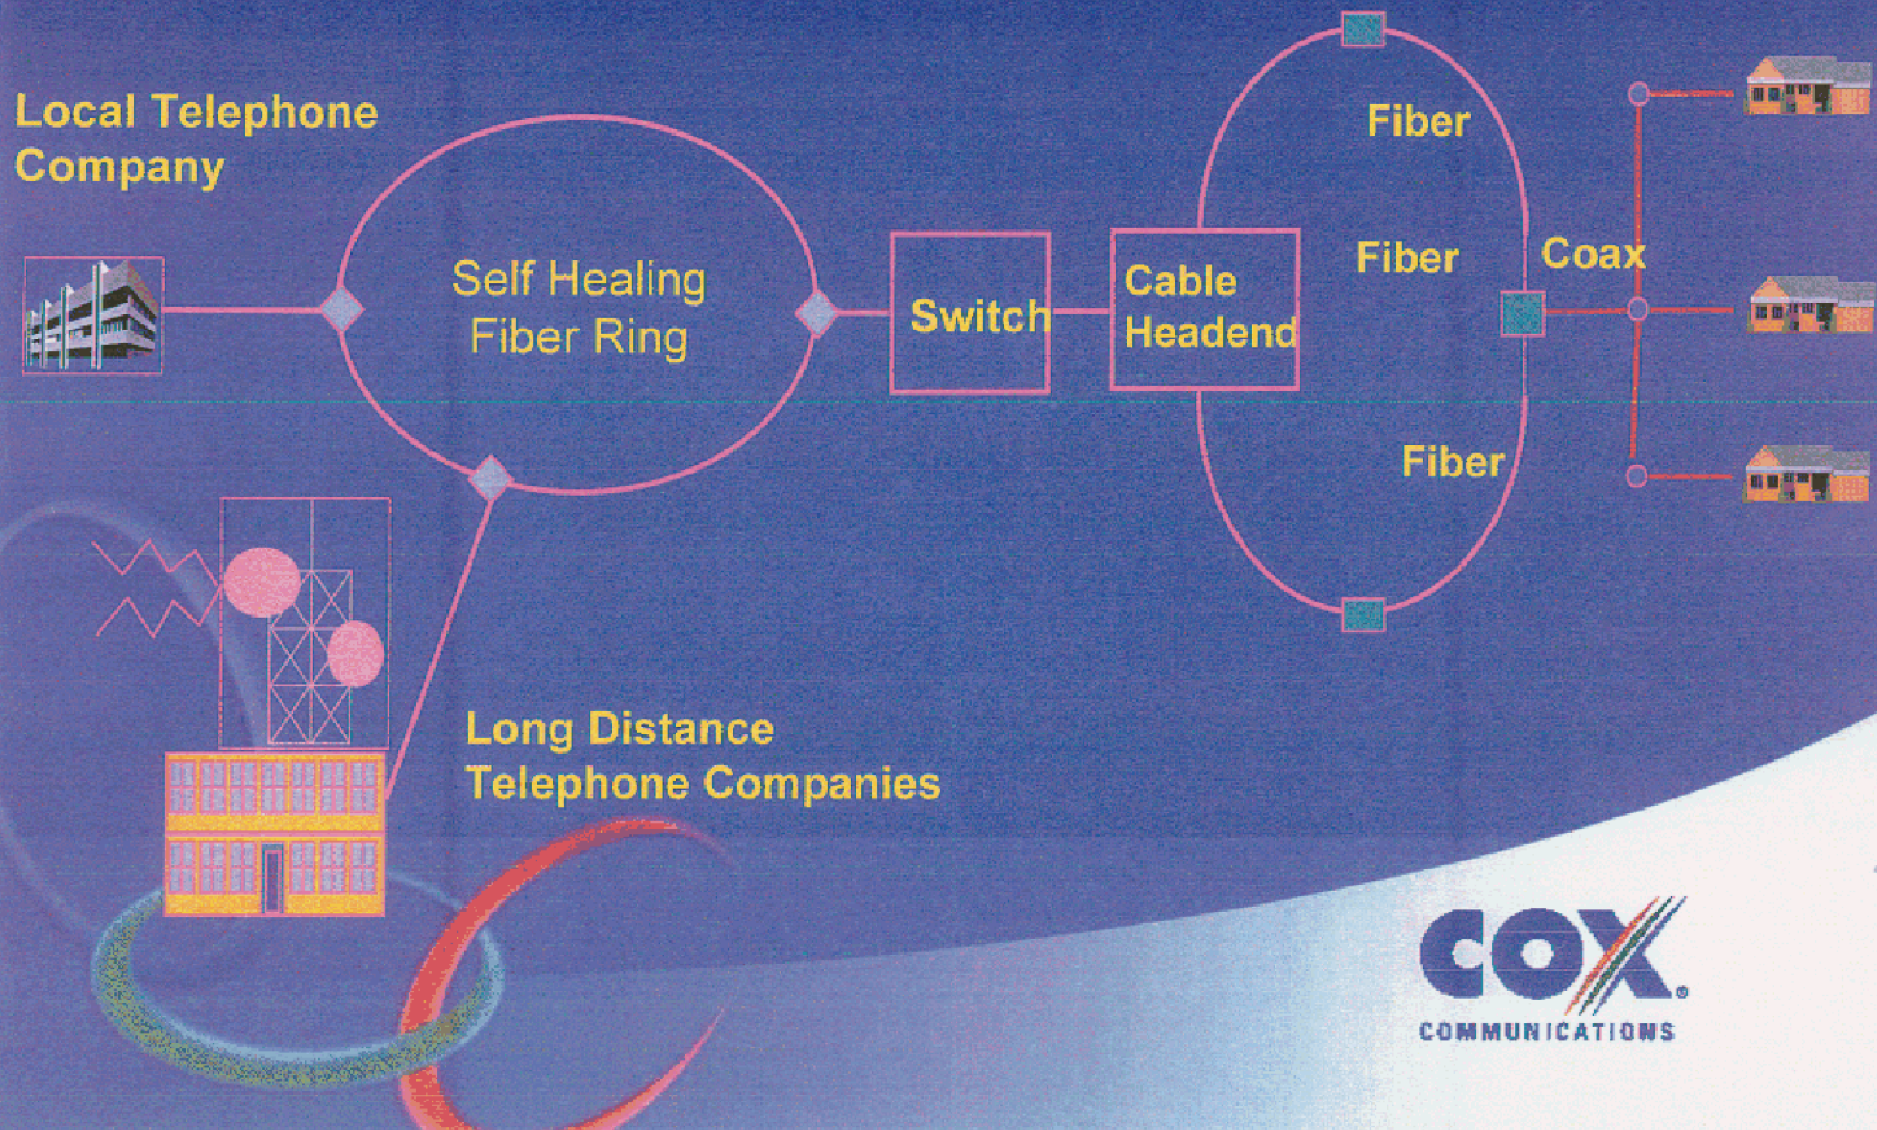 Local Telephone
Company
Self Healing
Fiber Ring
Switch
Cable
Headend
Fiber
Fiber
Fiber
Coax
Long Distance
Telephone Companies
COX
COMMUNICATIONS